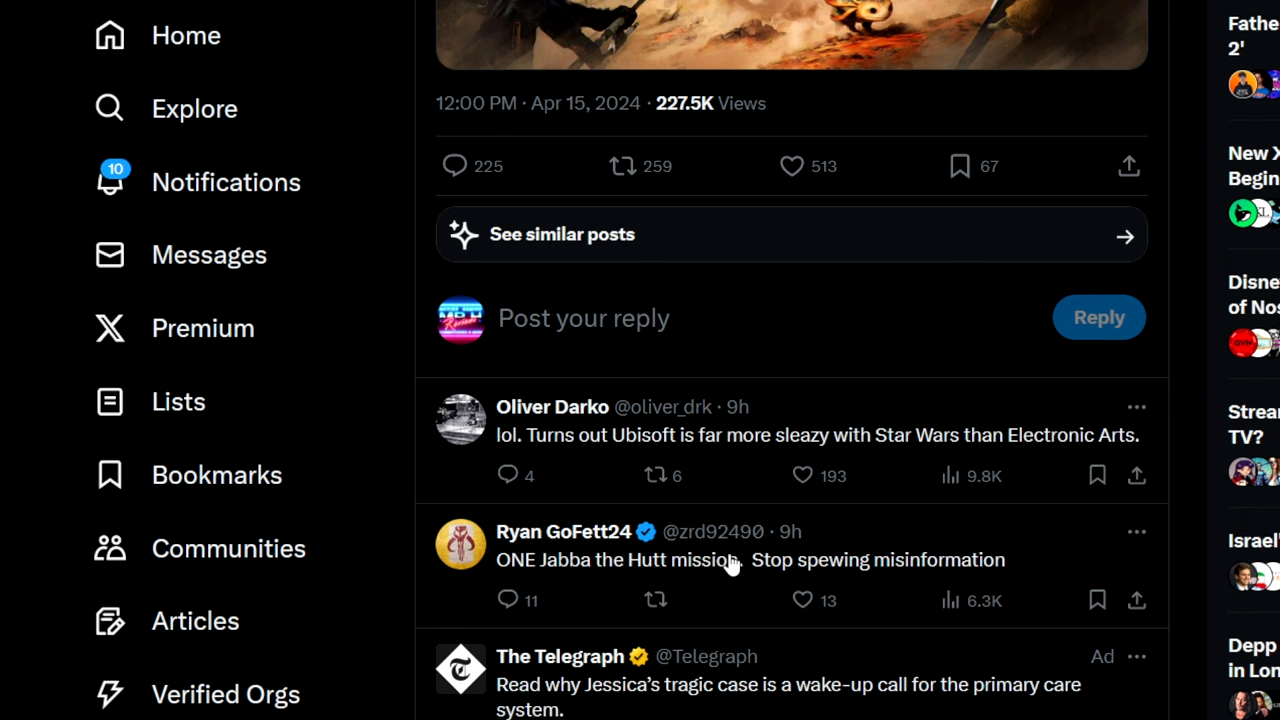 Home
Explore
10
Notifications
Messages
Premium
Lists
Bookmarks
Communities
Articles
Verified Orgs
12:00 PM · Apr 15, 2024 · 227.5K Views
225 259 513 67
See similar posts
Post your reply
Reply
Oliver Darko @oliver_drk · 9h
lol. Turns out Ubisoft is far more sleazy with Star Wars than Electronic Arts.
4 6 193 9.8K
Ryan GoFett24 @zrd92490 · 9h
ONE Jabba the Hutt mission. Stop spewing misinformation
11 13 6.3K
The Telegraph @Telegraph Ad
Read why Jessica's tragic case is a wake-up call for the primary care
system.
Fathe
2'
New X
Begin
Disne
of Nos
Strea
TV?
Israel'
Depp
in Lon